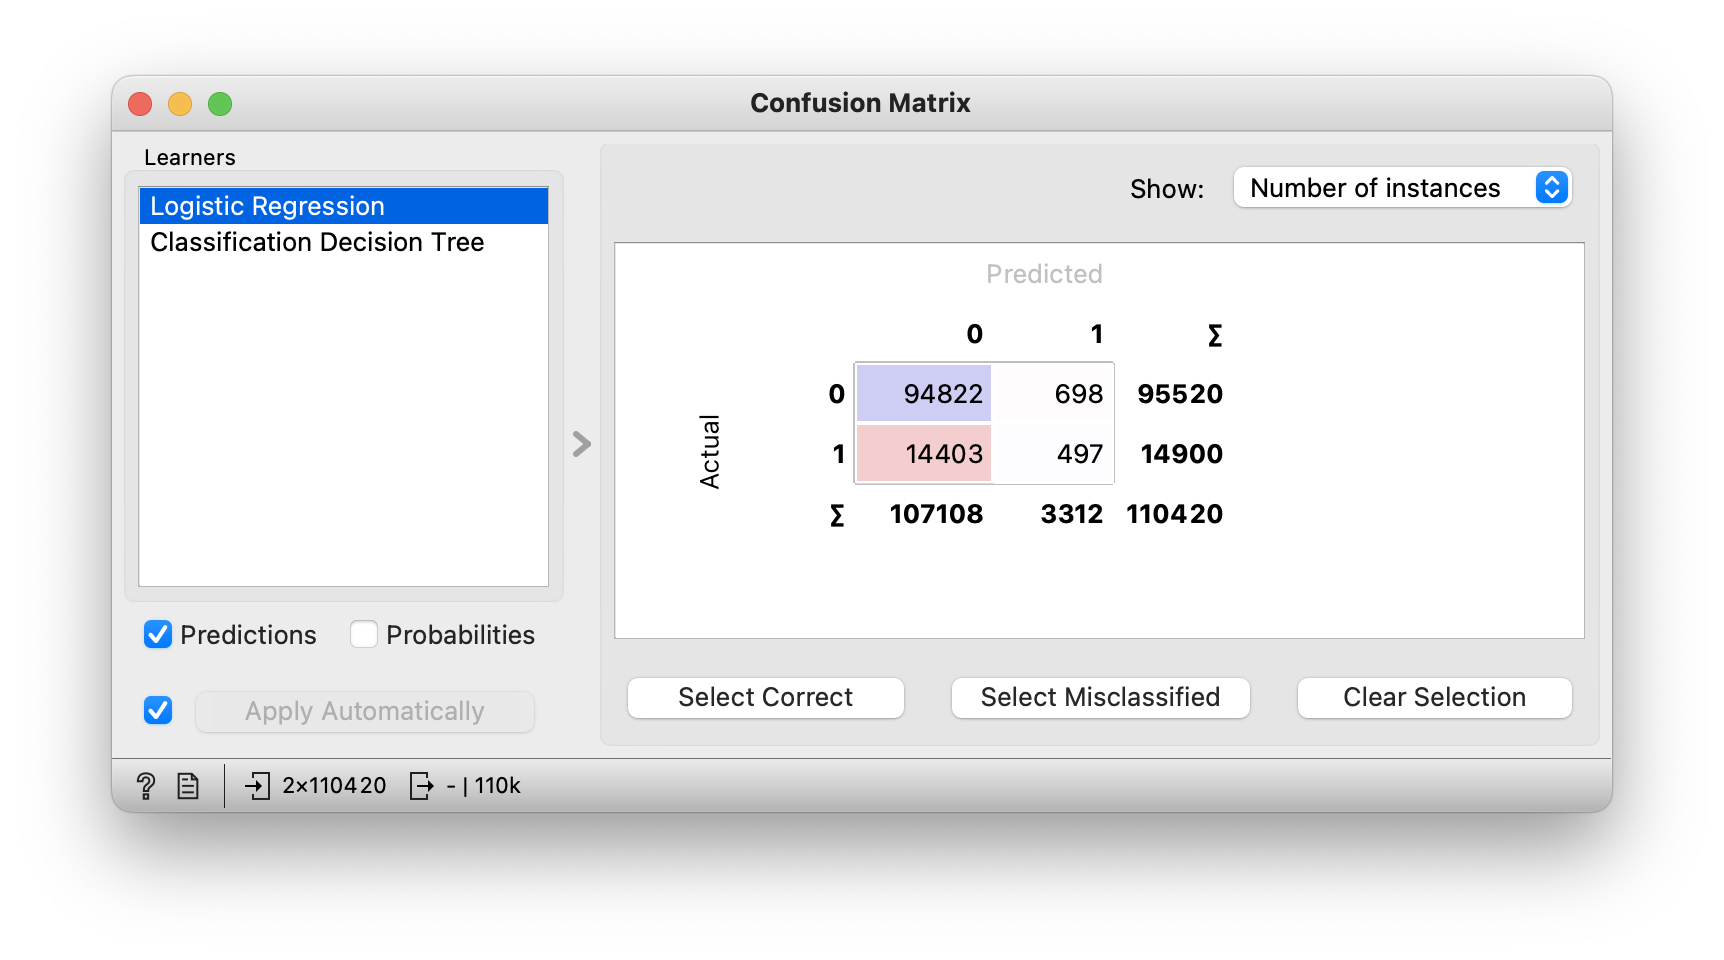 Confusion Matrix
Learners
Logistic Regression
Classification Decision Tree
Predictions Probabilities
Apply Automatically
Show: Number of instances
Predicted
0 1 Σ
Actual
0 94822 698 95520
1 14403 497 14900
Σ 107108 3312 110420
Select Correct Select Misclassified Clear Selection
? 2×110420 - | 110k